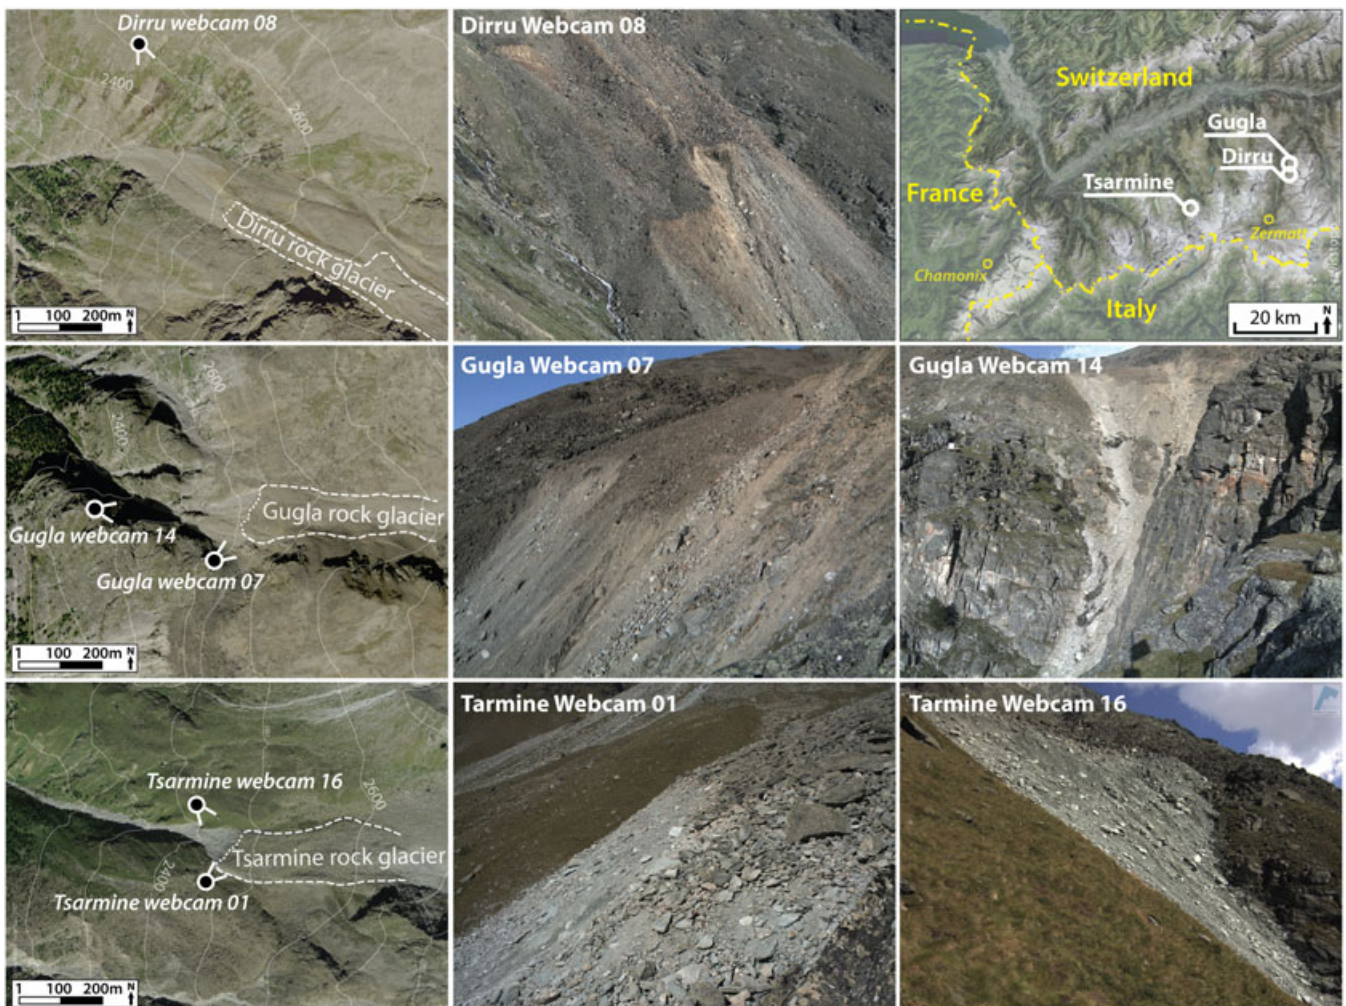 Dirru webcam 08
2400
2600
Dirru rock glacier
1 100 200m N
Dirru Webcam 08
Switzerland
Gugla
Dirru
Tsarmine
France
Zermatt
Chamonix
Italy
20 km N
2600
2400
Gugla rock glacier
Gugla webcam 14
Gugla webcam 07
1 100 200m N
Gugla Webcam 07
Gugla Webcam 14
Tsarmine webcam 16
2600
Tsarmine rock glacier
2400
Tsarmine webcam 01
1 100 200m N
Tarmine Webcam 01
Tarmine Webcam 16